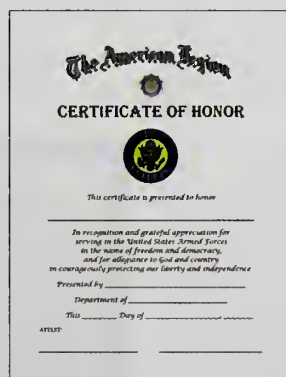 The American Legion
CERTIFICATE OF HONOR
This certificate is presented to honor
In recognition and grateful appreciation for
serving in the United States Armed Forces
in the name of freedom and democracy,
and for allegiance to God and country
in courageously protecting our liberty and independence
Presented by
Department of
This Day of
ATTEST: